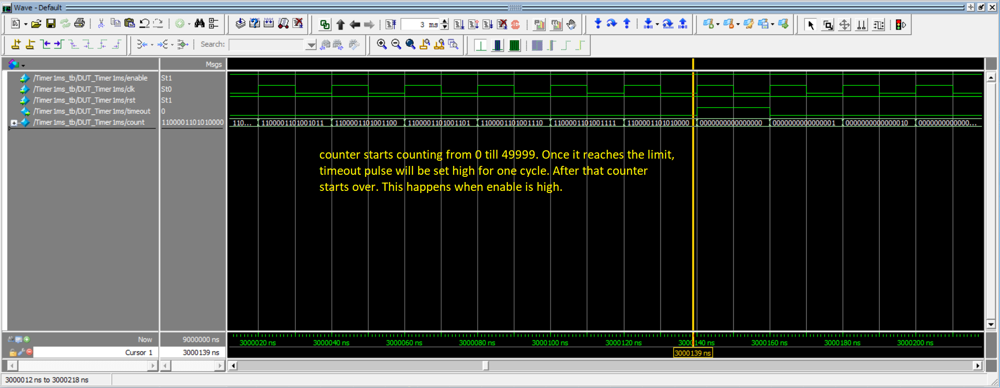 Wave - Default
3 ms
Search:
Msgs
/Timer1ms_tb/DUT_Timer1ms/enable St1
/Timer1ms_tb/DUT_Timer1ms/clk St0
/Timer1ms_tb/DUT_Timer1ms/rst St1
/Timer1ms_tb/DUT_Timer1ms/timeout 0
/Timer1ms_tb/DUT_Timer1ms/count 1100001101010000 110... 1100001101001011 1100001101001100 1100001101001101 1100001101001110 1100001101001111 1100001101010000 0000000000000000 0000000000000001 0000000000000010 0000000000000...
counter starts counting from 0 till 49999. Once it reaches the limit,
timeout pulse will be set high for one cycle. After that counter
starts over. This happens when enable is high.
Now 9000000 ns 3000020 ns 3000040 ns 3000060 ns 3000080 ns 3000100 ns 3000120 ns 3000140 ns 3000160 ns 3000180 ns 3000200 ns
Cursor 1 3000139 ns 3000139 ns
3000012 ns to 3000218 ns